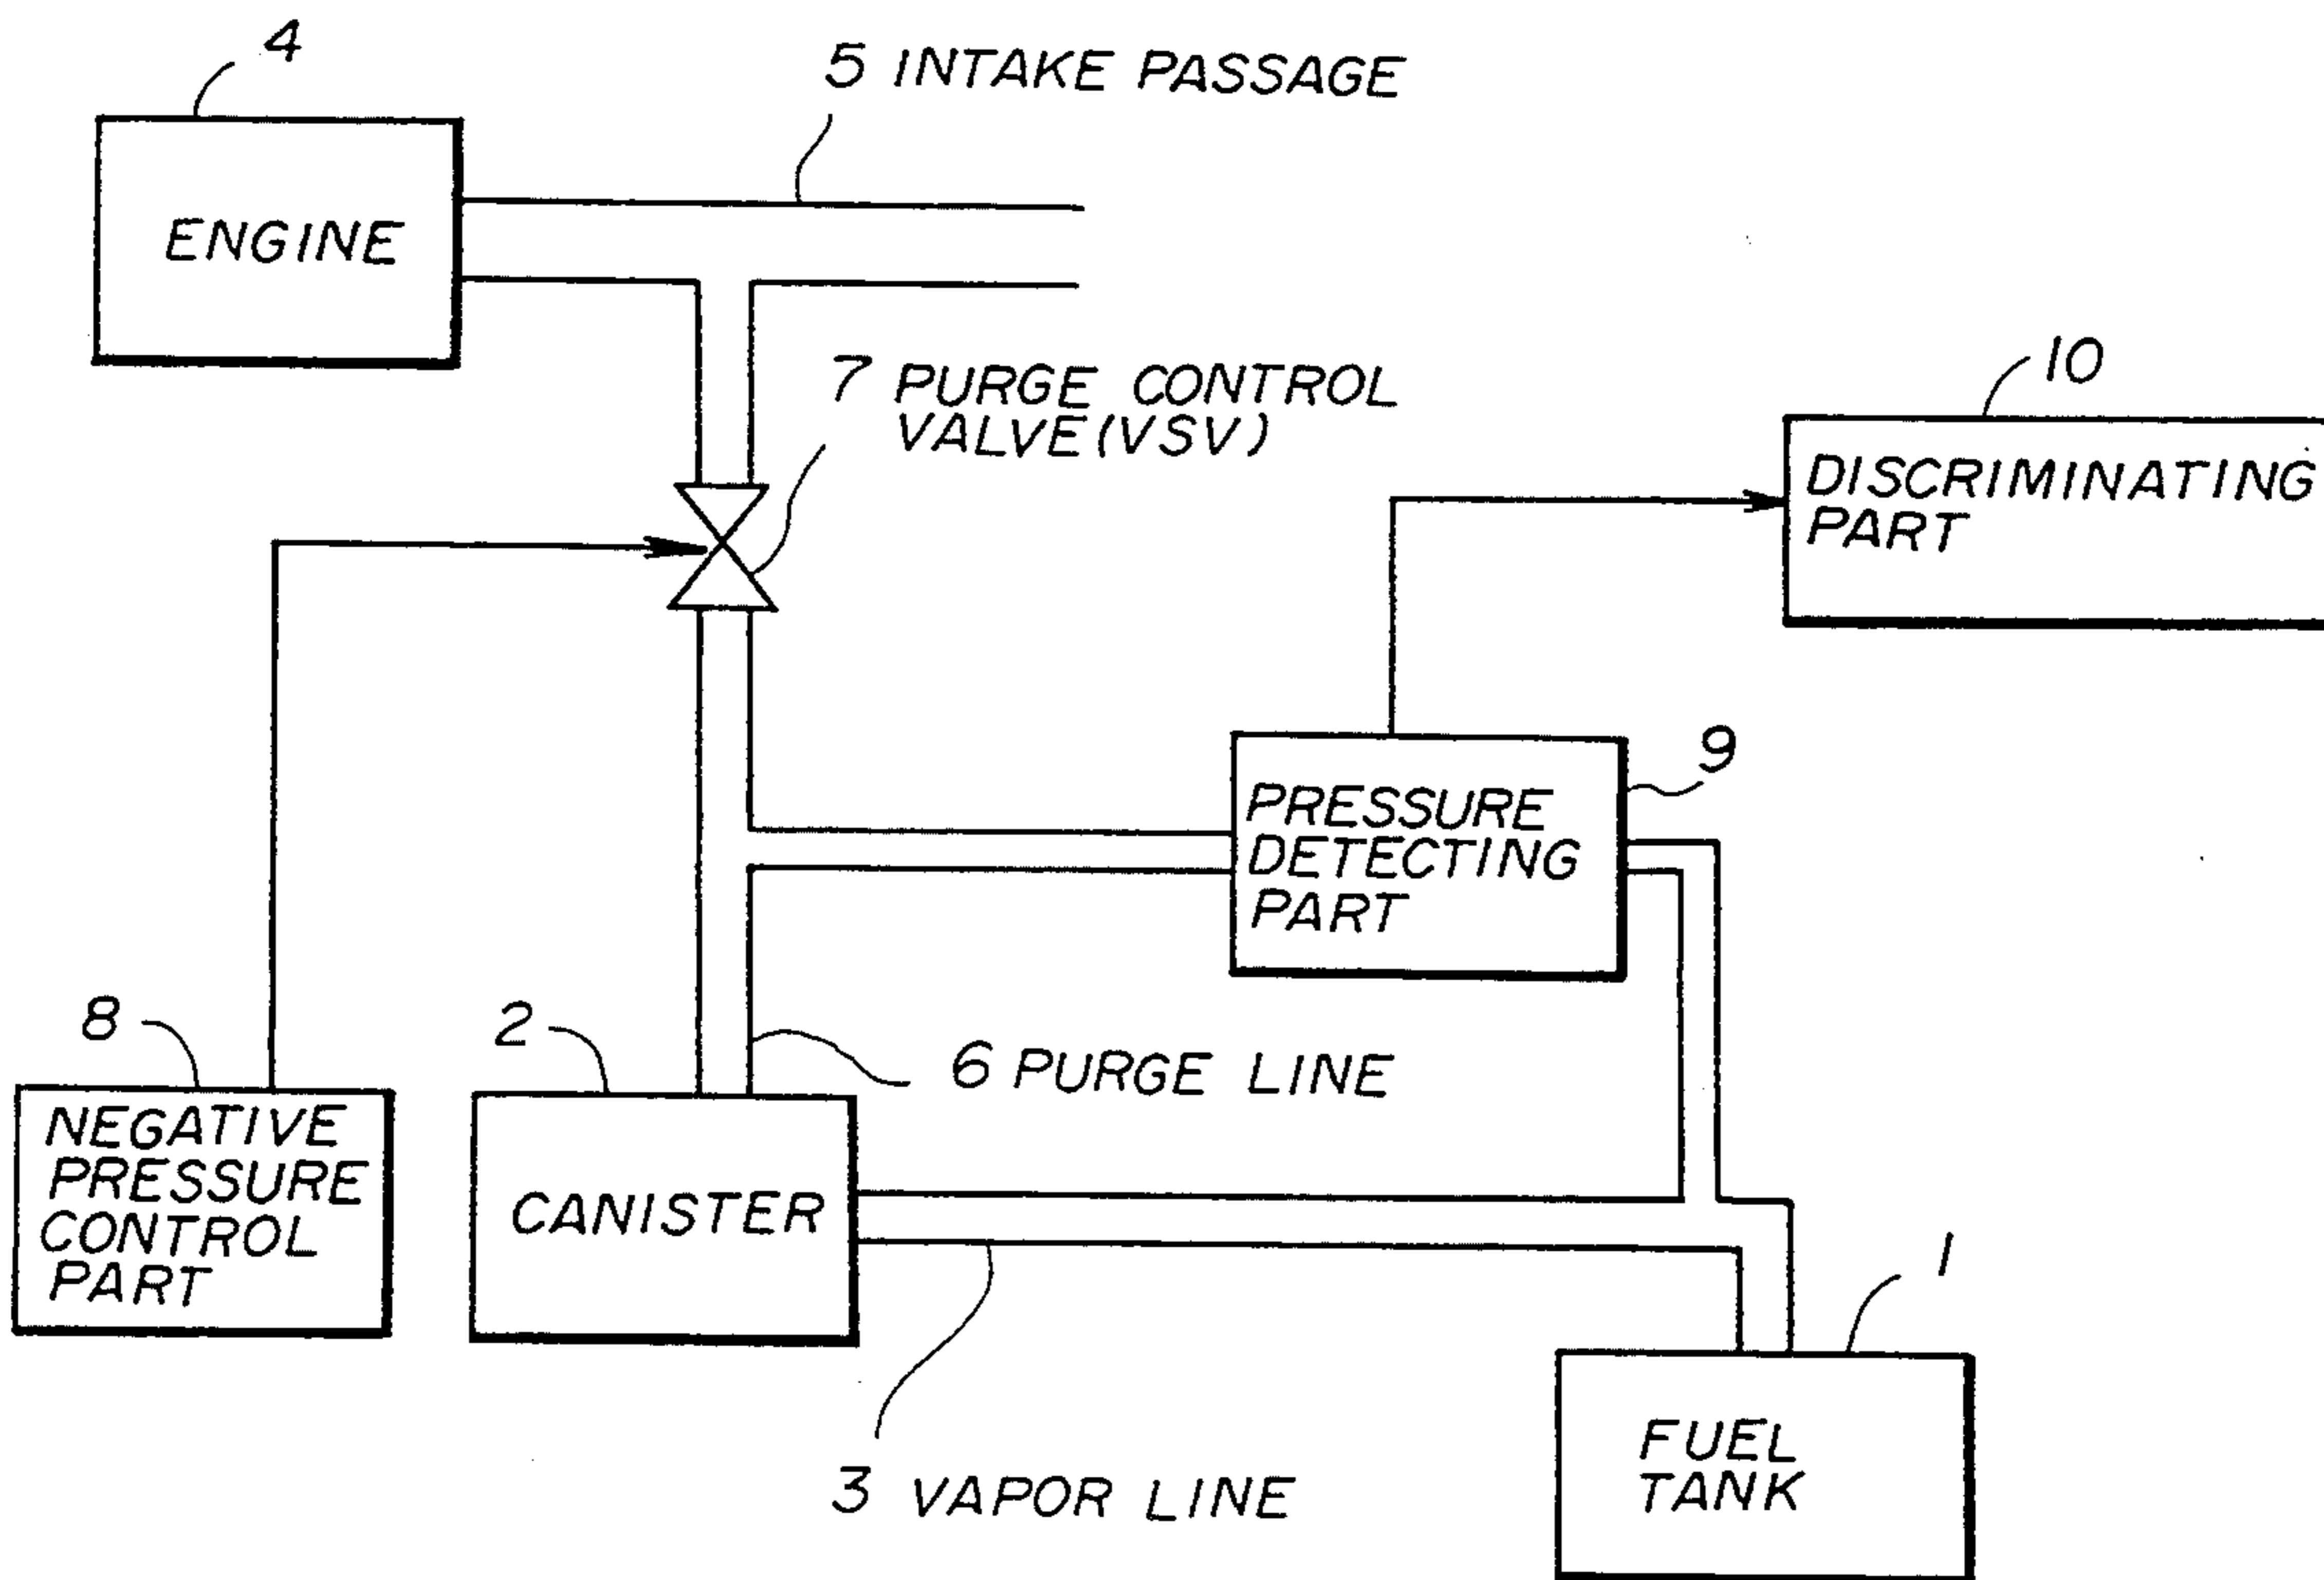 4
5 INTAKE PASSAGE
ENGINE
7 PURGE CONTROL
VALVE (VSV)
10
DISCRIMINATING
PART
9
PRESSURE
DETECTING
PART
8
2
6 PURGE LINE
NEGATIVE
PRESSURE
CONTROL
PART
CANISTER
1
3 VAPOR LINE
FUEL
TANK